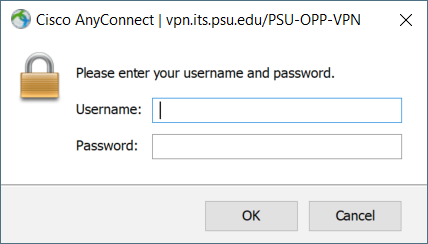 Cisco AnyConnect | vpn.its.psu.edu/PSU-OPP-VPN
Please enter your username and password.
Username:
Password:
OK Cancel